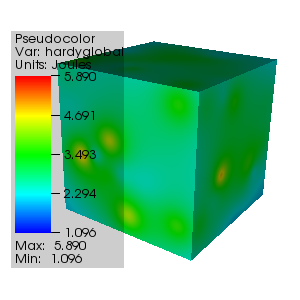 Pseudocolor
Var: hardyglobal
Units: Joules
5.890
4.691
3.493
2.294
1.096
Max: 5.890
Min: 1.096